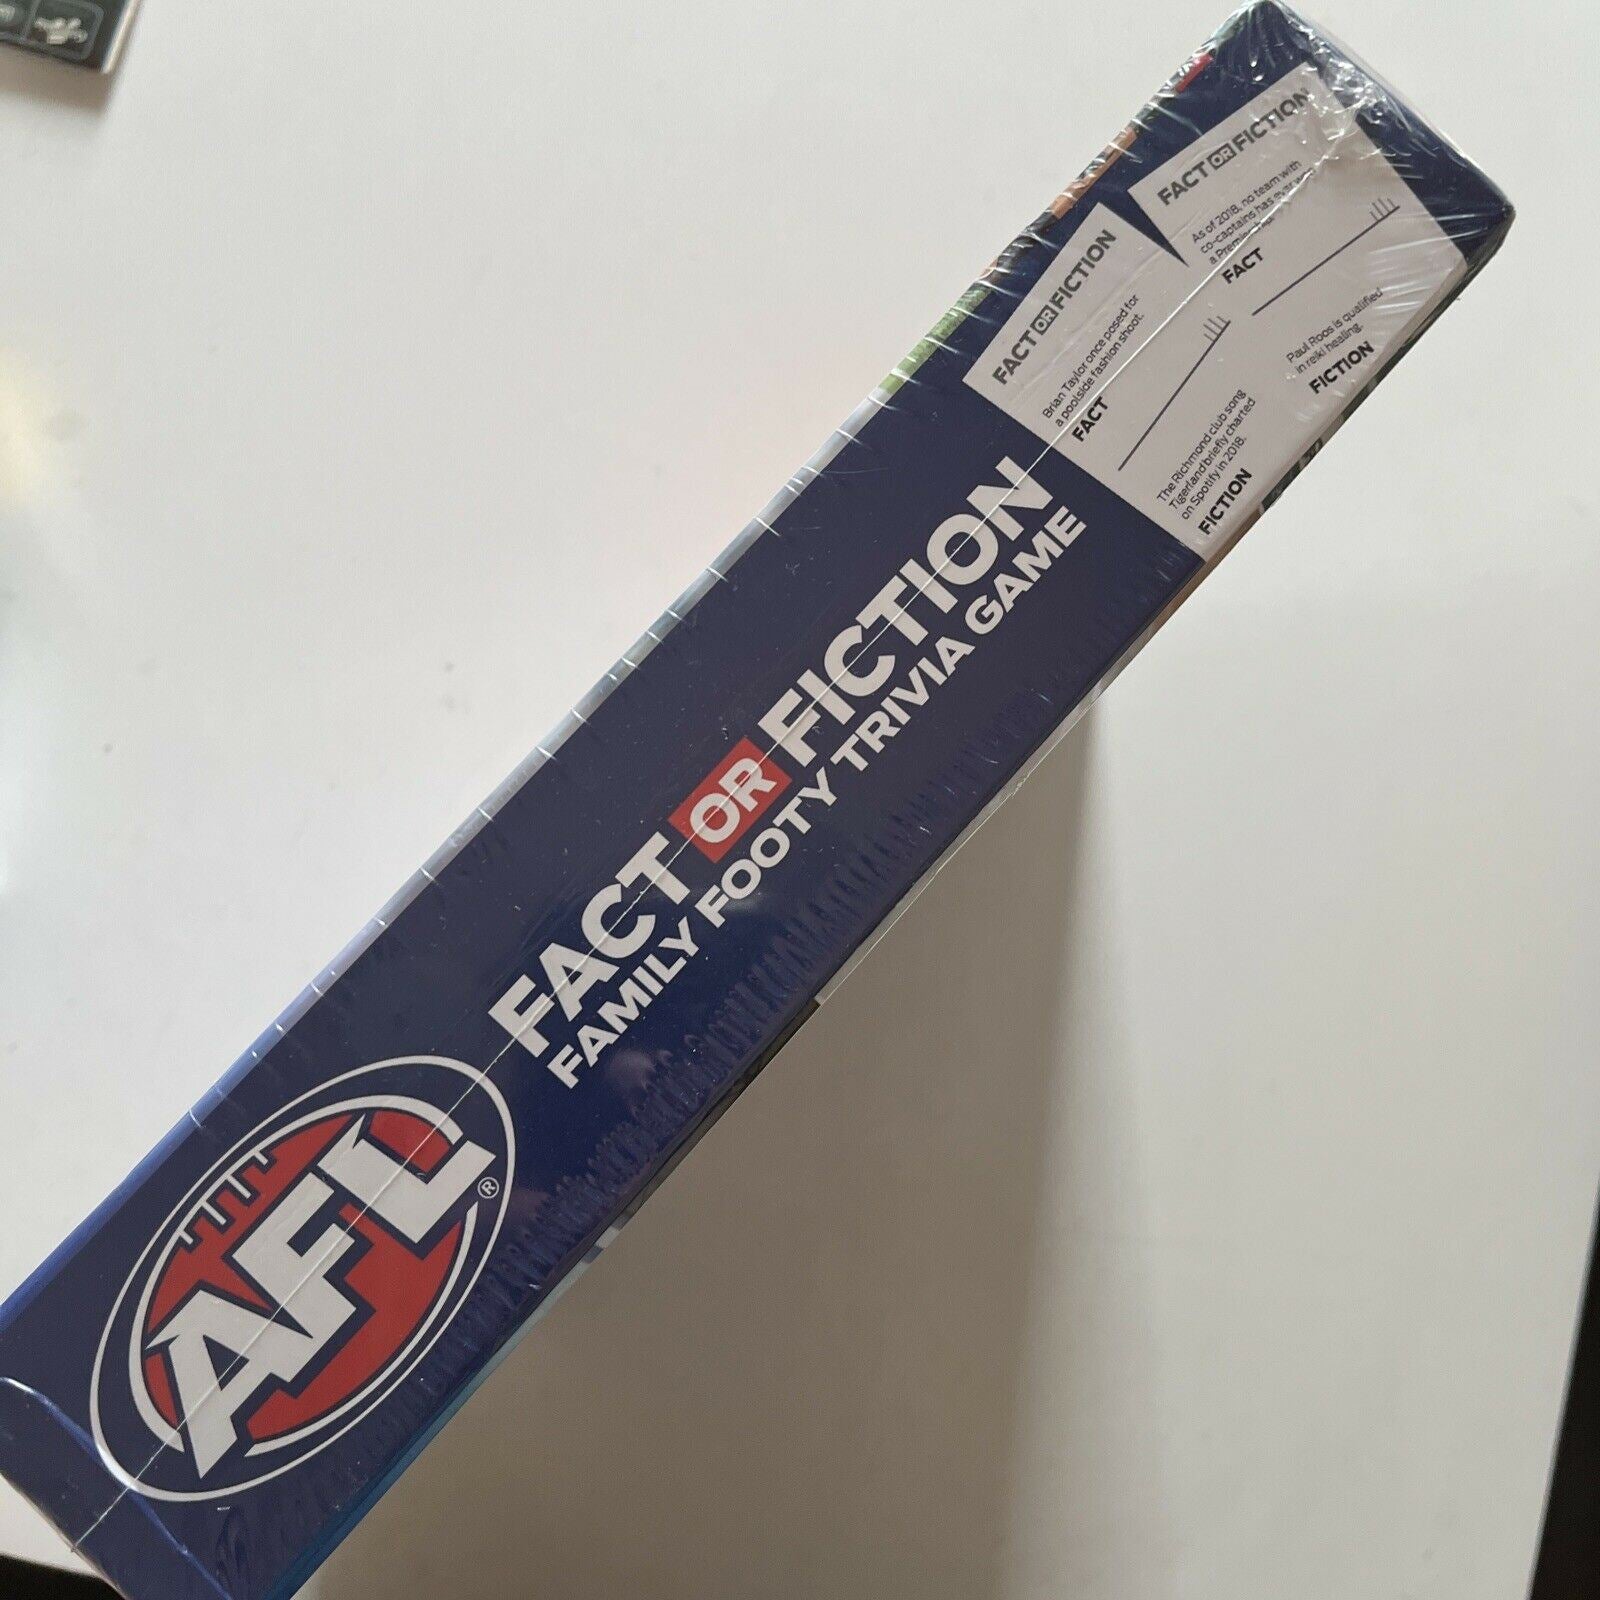 AFL®
FACT OR FICTION
FAMILY FOOTY TRIVIA GAME
FACT OR FICTION
Brian Taylor once posed for
a poolside fashion shoot.
FACT
The Richmond club song
Tigerland briefly charted
on Spotify in 2018.
FICTION
FACT OR FICTION
As of 2018, no team with
co-captains has ever won
a
FACT
Paul Roos is qualified
in reiki healing.
FICTION